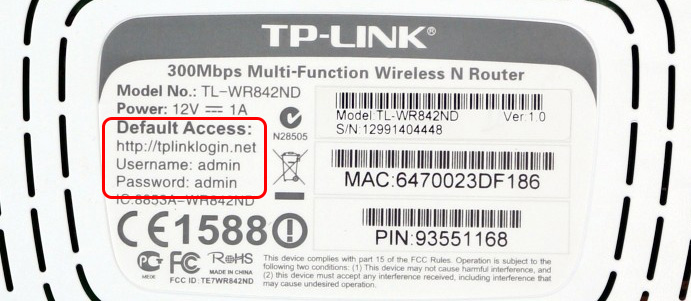 TP-LINK®
300Mbps Multi-Function Wireless N Router
Model No.: TL-WR842ND
Power: 12V ⎓ 1A
Default Access:
http://tplinklogin.net
Username: admin
Password: admin
IC:8853A-WR842ND
N28505
CE1588
FC
RoHS
MADE IN CHINA
FCC ID: TE7WR842ND
Model:TL-WR842ND Ver:1.0
S/N:12991404448
MAC:6470023DF186
PIN:93551168
This device complies with part 15 of the FCC Rules. Operation is subject to the
following two conditions: (1) This device may not cause harmful interference, and
(2) this device must accept any interference received, including interference that
may cause undesired operation.